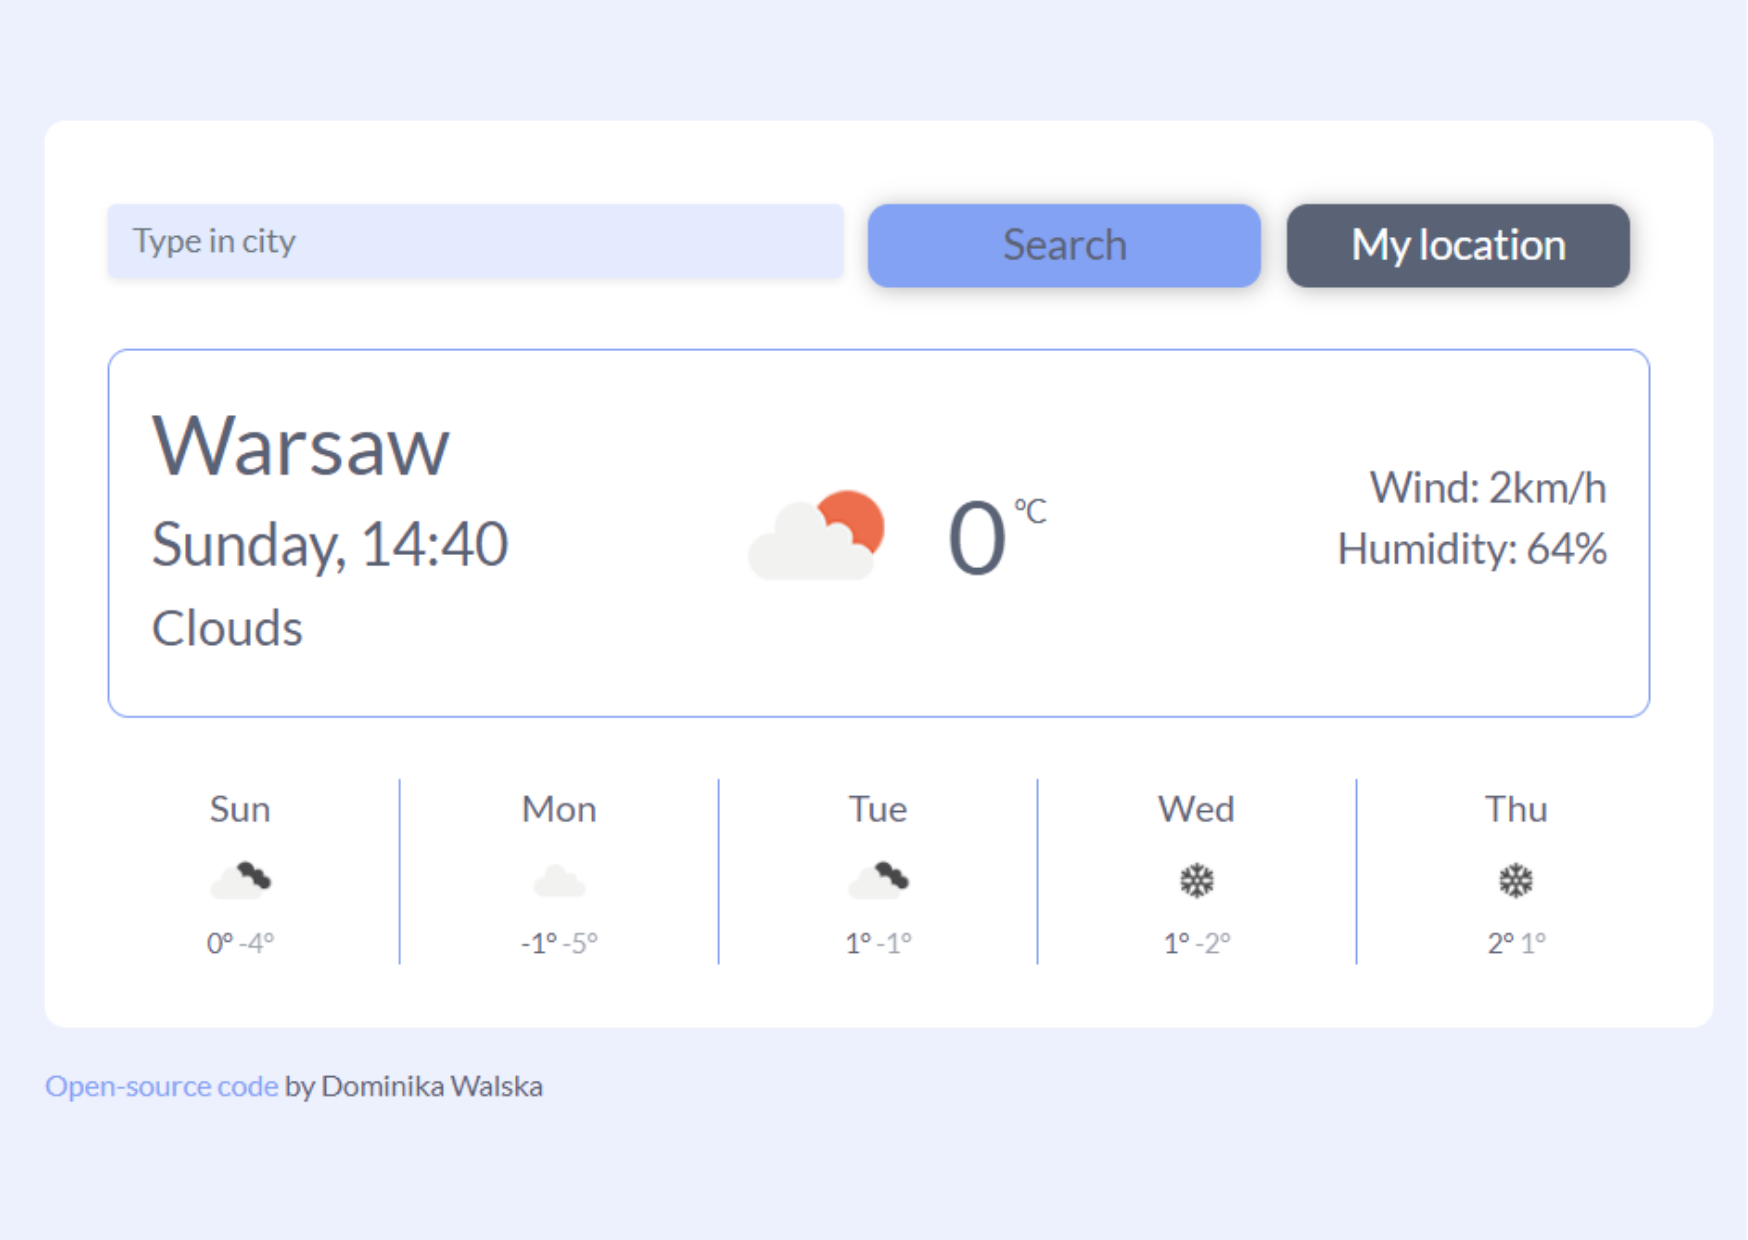 Type in city
Search
My location
Warsaw
Sunday, 14:40
Clouds
0 °C
Wind: 2km/h
Humidity: 64%
Sun
Mon
Tue
Wed
Thu
0° -4°
-1° -5°
1° -1°
1° -2°
2° 1°
Open-source code by Dominika Walska